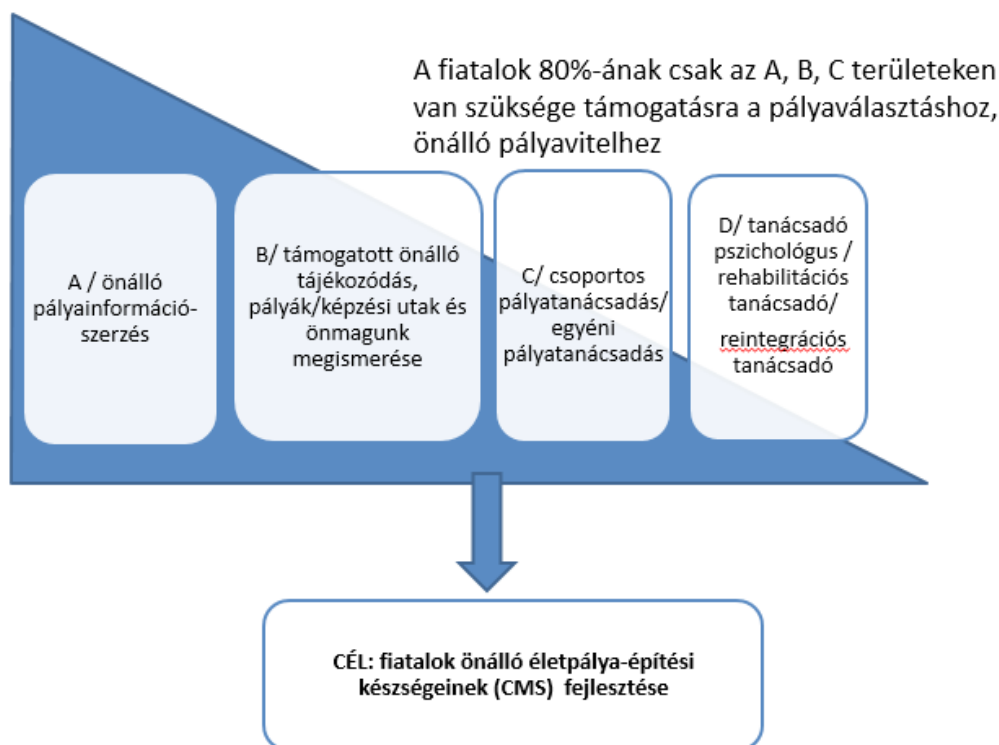 A fiatalok 80%-ának csak az A, B, C területeken
van szüksége támogatásra a pályaválasztáshoz,
önálló pályavitelhez
A / önálló
pályainformáció-
szerzés
B/ támogatott önálló
tájékozódás,
pályák/képzési utak és
önmagunk
megismerése
C/ csoportos
pályatanácsadás/
egyéni
pályatanácsadás
D/ tanácsadó
pszichológus /
rehabilitációs
tanácsadó/
reintegrációs
tanácsadó
CÉL: fiatalok önálló életpálya-építési
készségeinek (CMS) fejlesztése